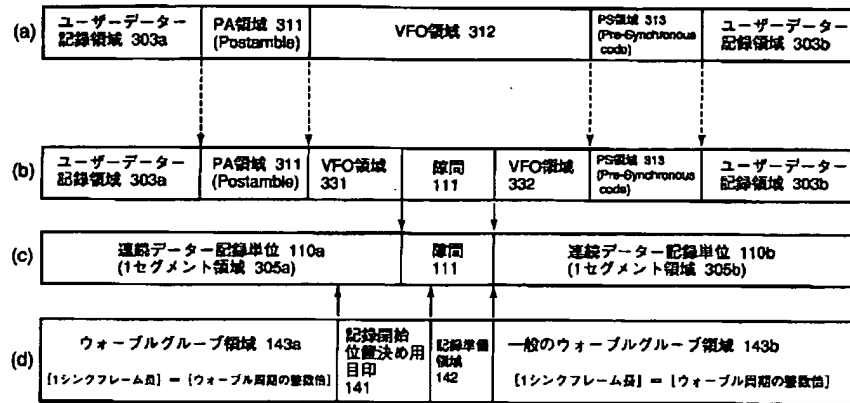 (a)
ユーザーデーター
記録領域 303a
PA領域 311
(Postamble)
VFO領域 312
PS領域 313
(Pre-Synchronous
code)
ユーザーデーター
記録領域 303b
(b)
ユーザーデーター
記録領域 303a
PA領域 311
(Postamble)
VFO領域
331
隙間
111
VFO領域
332
PS領域 313
(Pre-Synchronous
code)
ユーザーデーター
記録領域 303b
(c)
連続データー記録単位 110a
(1セグメント領域 305a)
隙間
111
連続データー記録単位 110b
(1セグメント領域 305b)
(d)
ウォーブルグルーブ領域 143a
[1シンクフレーム長] = [ウォーブル周期の整数倍]
記録開始
位置決め用
目印
141
記録準備
領域
142
一般のウォーブルグルーブ領域 143b
[1シンクフレーム長] = [ウォーブル周期の整数倍]